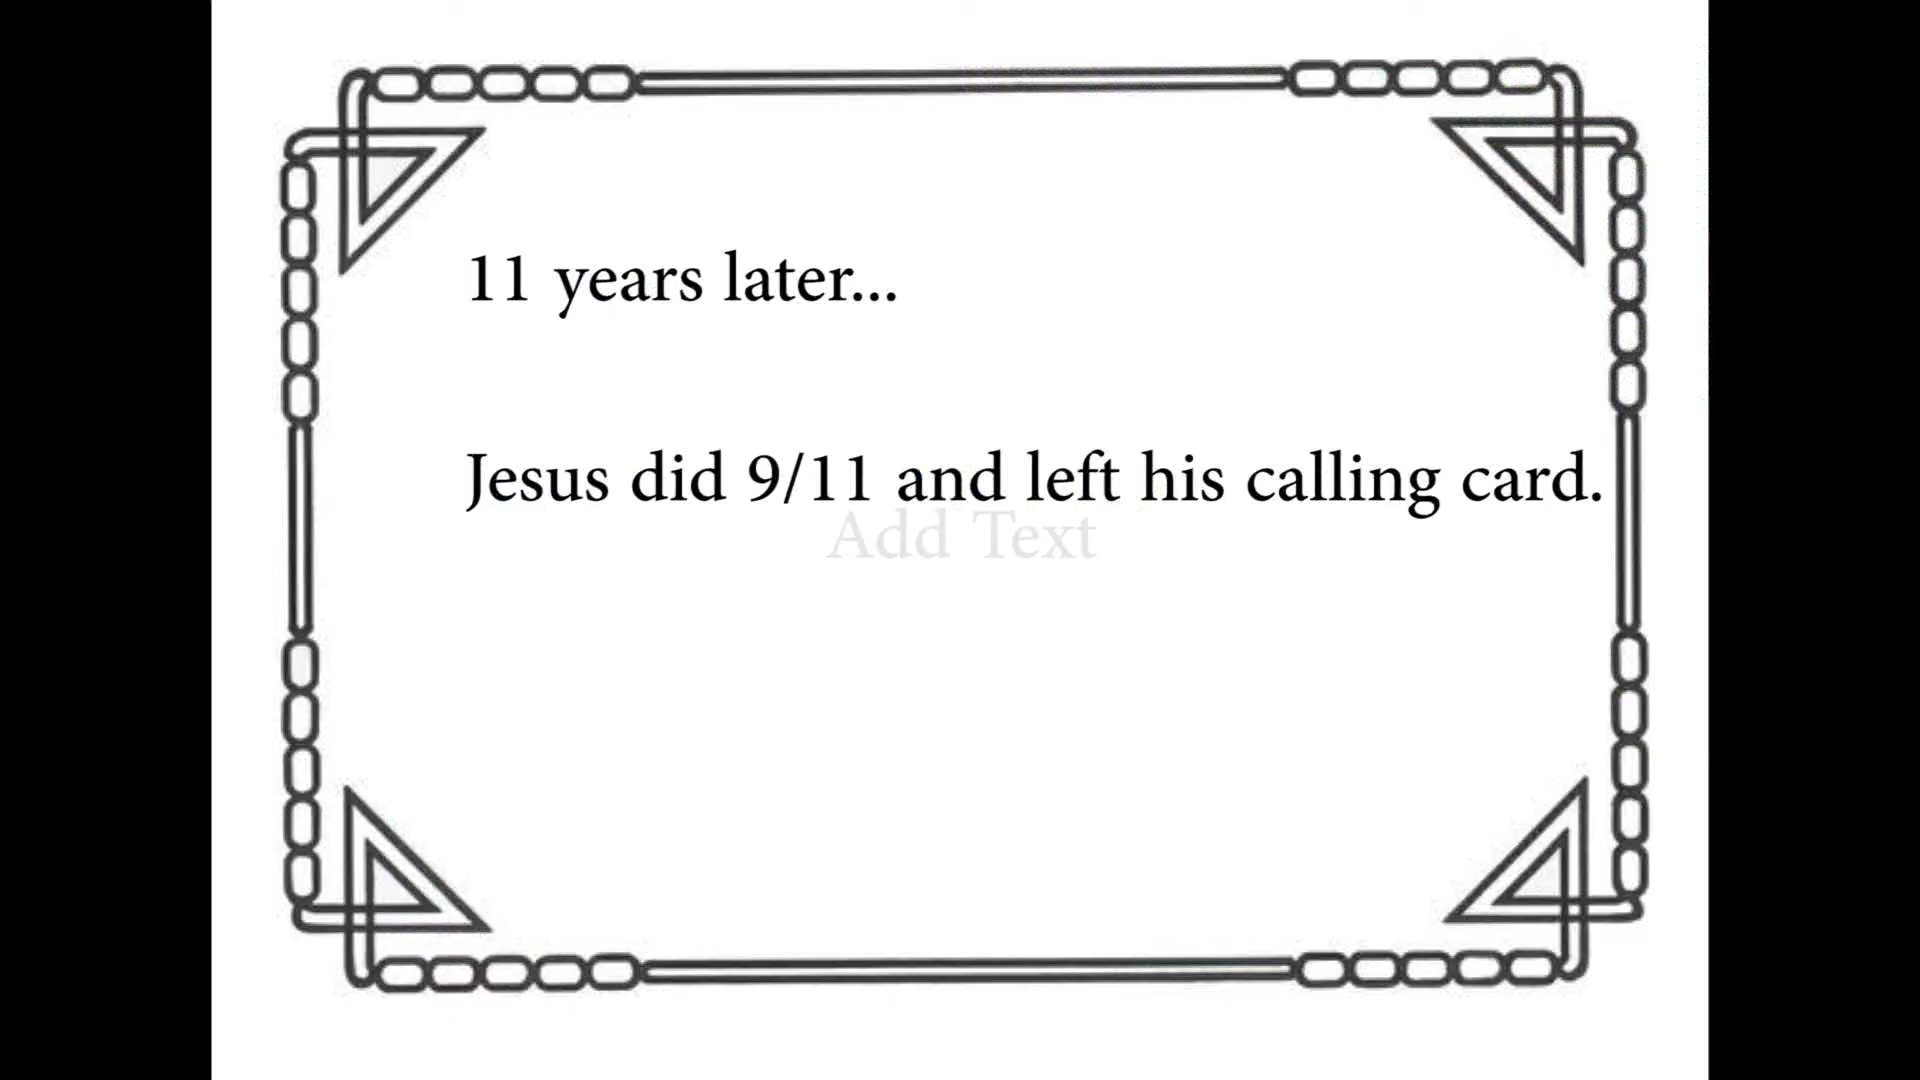 11 years later...
Jesus did 9/11 and left his calling card.
Add Text